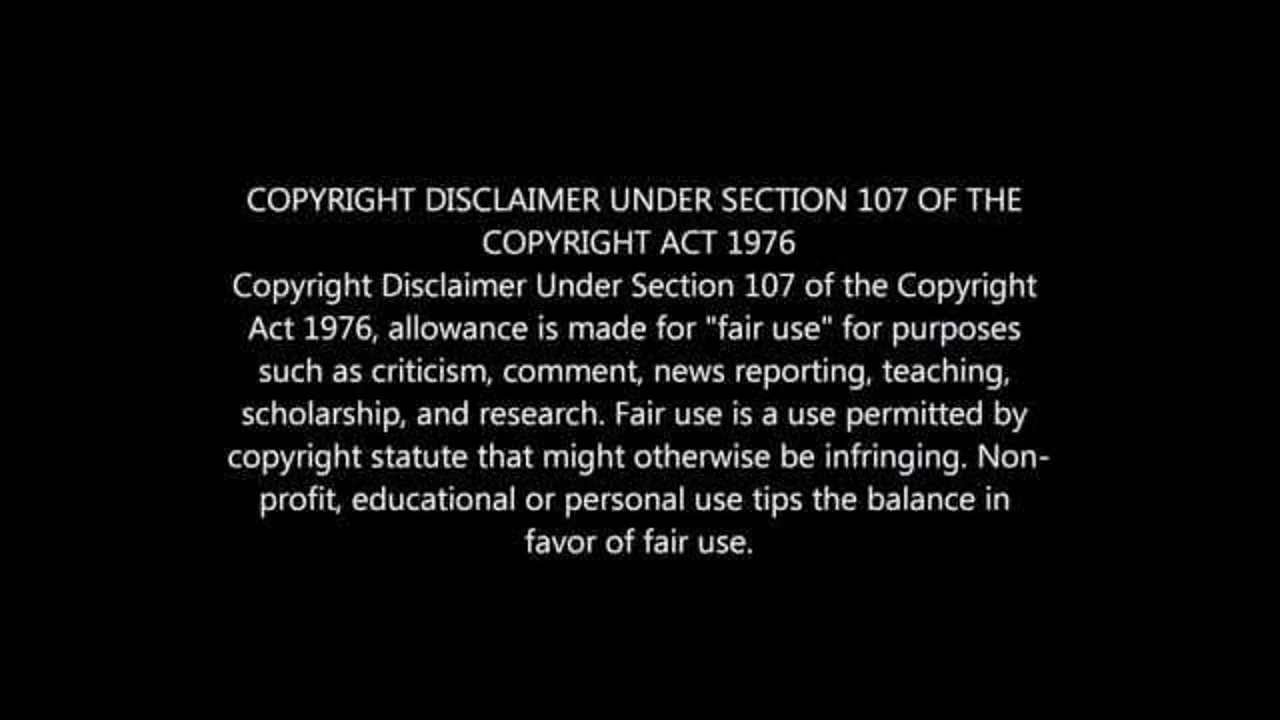 COPYRIGHT DISCLAIMER UNDER SECTION 107 OF THE
COPYRIGHT ACT 1976
Copyright Disclaimer Under Section 107 of the Copyright
Act 1976, allowance is made for "fair use" for purposes
such as criticism, comment, news reporting, teaching,
scholarship, and research. Fair use is a use permitted by
copyright statute that might otherwise be infringing. Non-
profit, educational or personal use tips the balance in
favor of fair use.